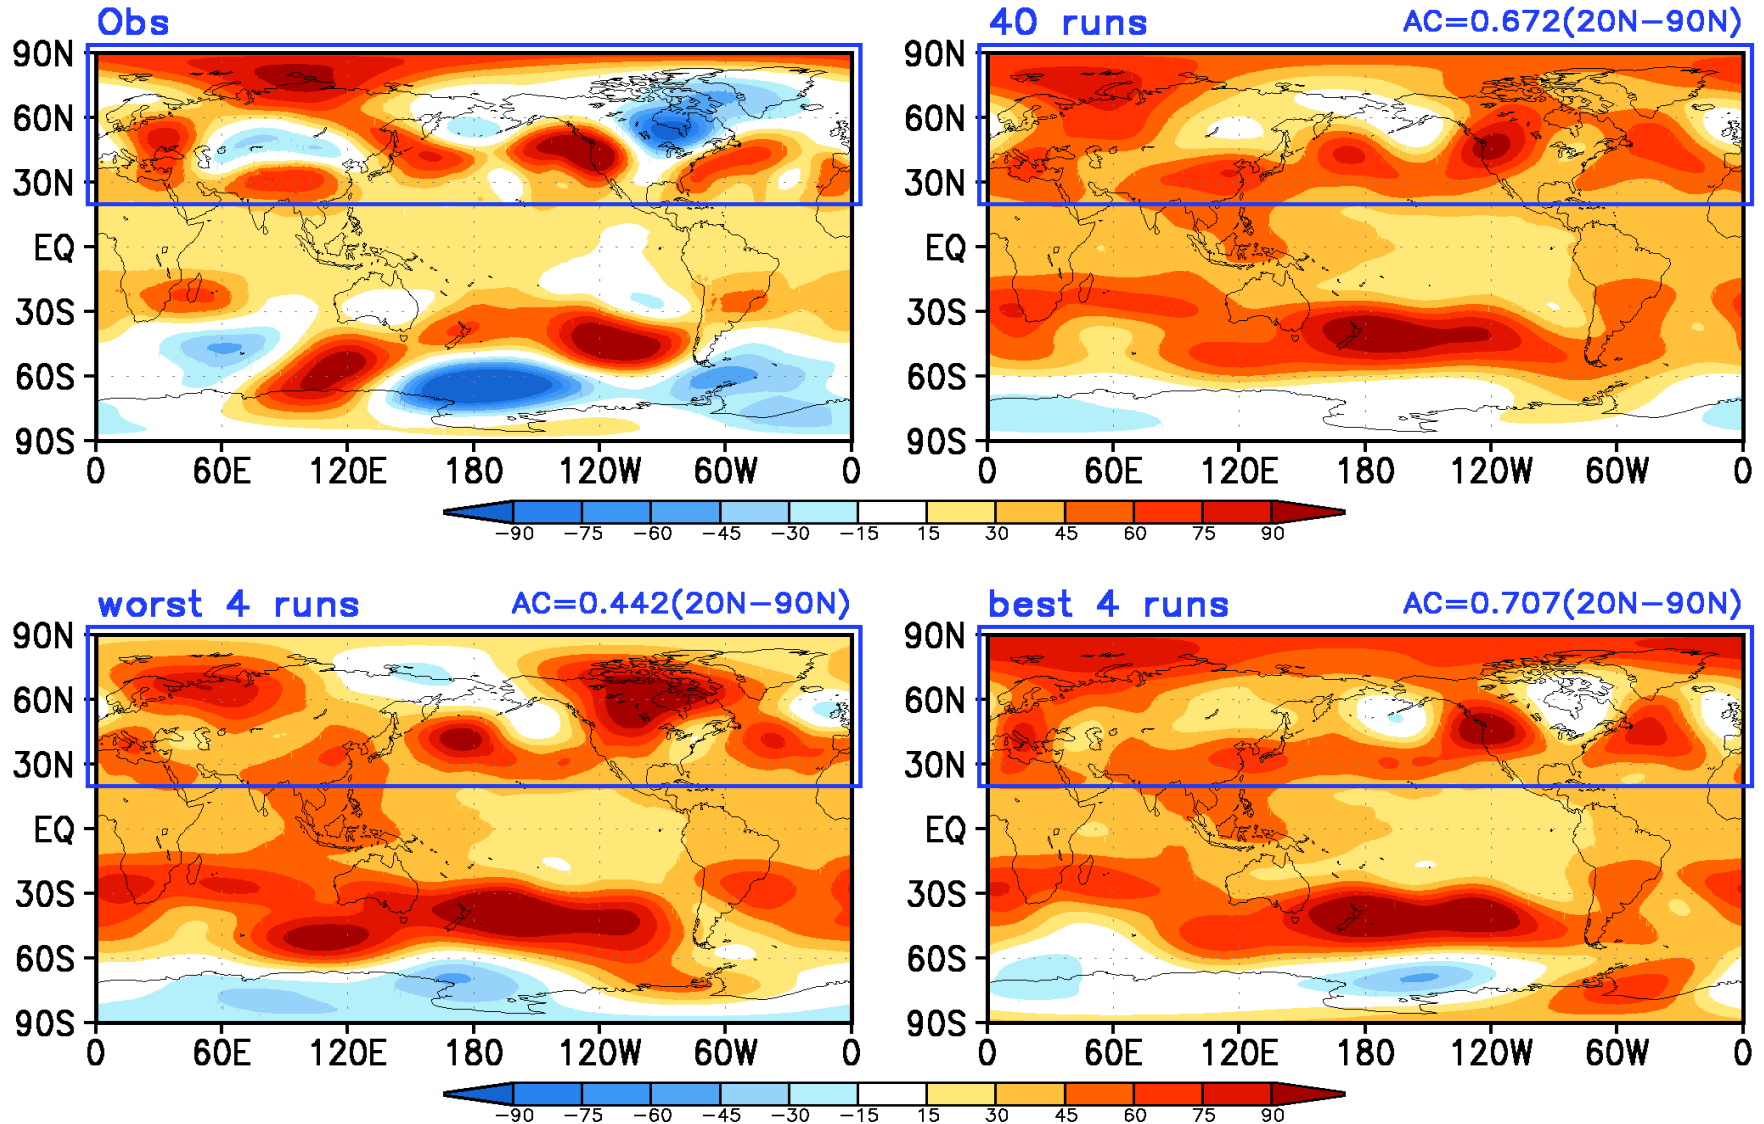 Obs
40 runs AC=0.672(20N−90N)
90N 90N
60N 60N
30N 30N
EQ EQ
30S 30S
60S 60S
90S 90S
0 60E 120E 180 120W 60W 0 0 60E 120E 180 120W 60W 0
−90 −75 −60 −45 −30 −15 15 30 45 60 75 90
worst 4 runs AC=0.442(20N−90N) best 4 runs AC=0.707(20N−90N)
90N 90N
60N 60N
30N 30N
EQ EQ
30S 30S
60S 60S
90S 90S
0 60E 120E 180 120W 60W 0 0 60E 120E 180 120W 60W 0
−90 −75 −60 −45 −30 −15 15 30 45 60 75 90